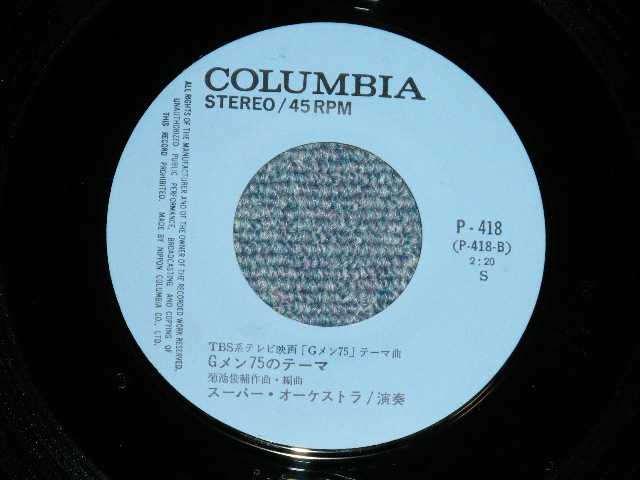 COLUMBIA
STEREO/45 RPM
ALL RIGHTS OF THE MANUFACTURER AND OF THE OWNER OF THE RECORDED WORK RESERVED.
UNAUTHORIZED PUBLIC PERFORMANCE, BROADCASTING AND COPYING OF
THIS RECORD PROHIBITED. MADE BY NIPPON COLUMBIA CO., LTD.
P-418
(P-418-B)
2:20
S
TBS系テレビ映画「Gメン75」テーマ曲
Gメン75のテーマ
菊池俊輔作曲・編曲
スーパー・オーケストラ/演奏